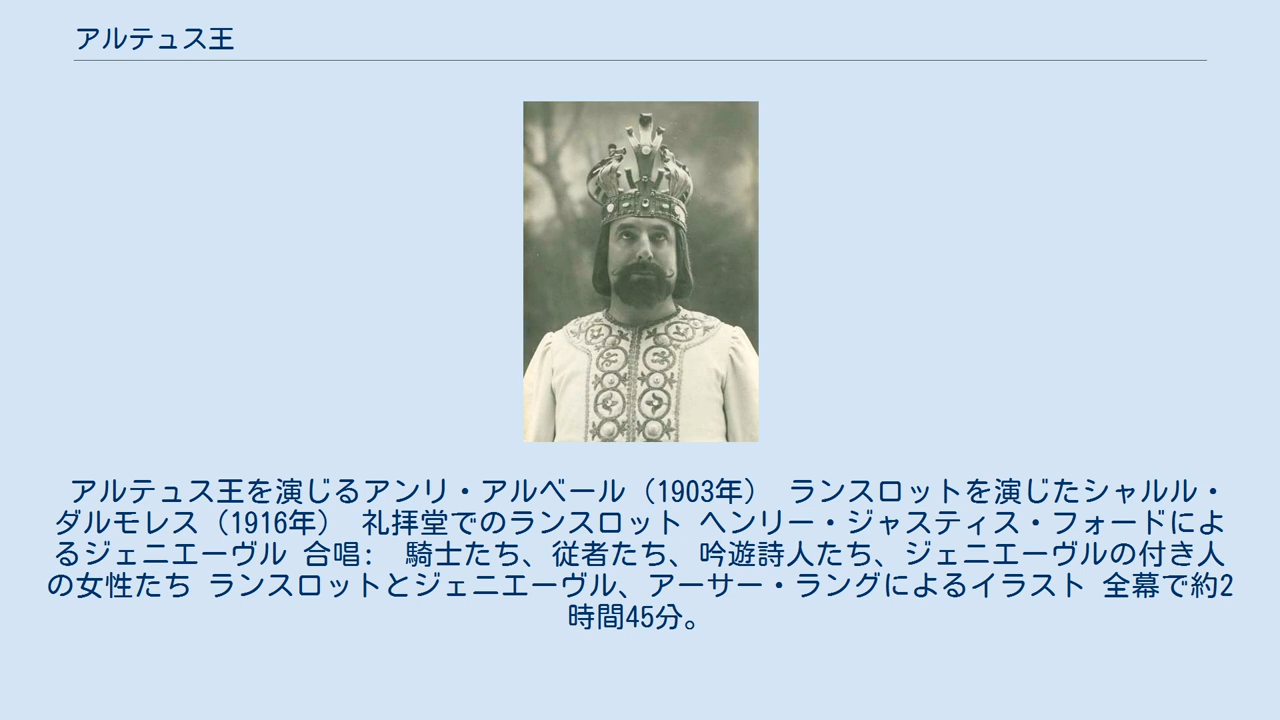 アルテュス王
アルテュス王を演じるアンリ・アルベール（1903年） ランスロットを演じたシャルル・
ダルモレス（1916年） 礼拝堂でのランスロット ヘンリー・ジャスティス・フォードによ
るジェニエーヴル 合唱： 騎士たち、従者たち、吟遊詩人たち、ジェニエーヴルの付き人
の女性たち ランスロットとジェニエーヴル、アーサー・ラングによるイラスト 全幕で約2
時間45分。